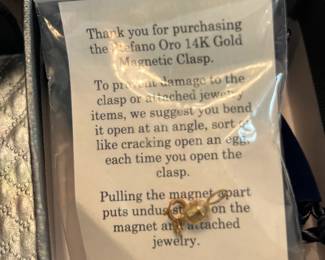 Thank you for purchasing
the Stefano Oro 14K Gold
Magnetic Clasp.
To prevent damage to the
clasp or attached jewelry
items, we suggest you bend
it open at an angle, sort of
like cracking open an egg,
each time you open the
clasp.
Pulling the magnet apart
puts undue st on the
magnet and attached
jewelry.